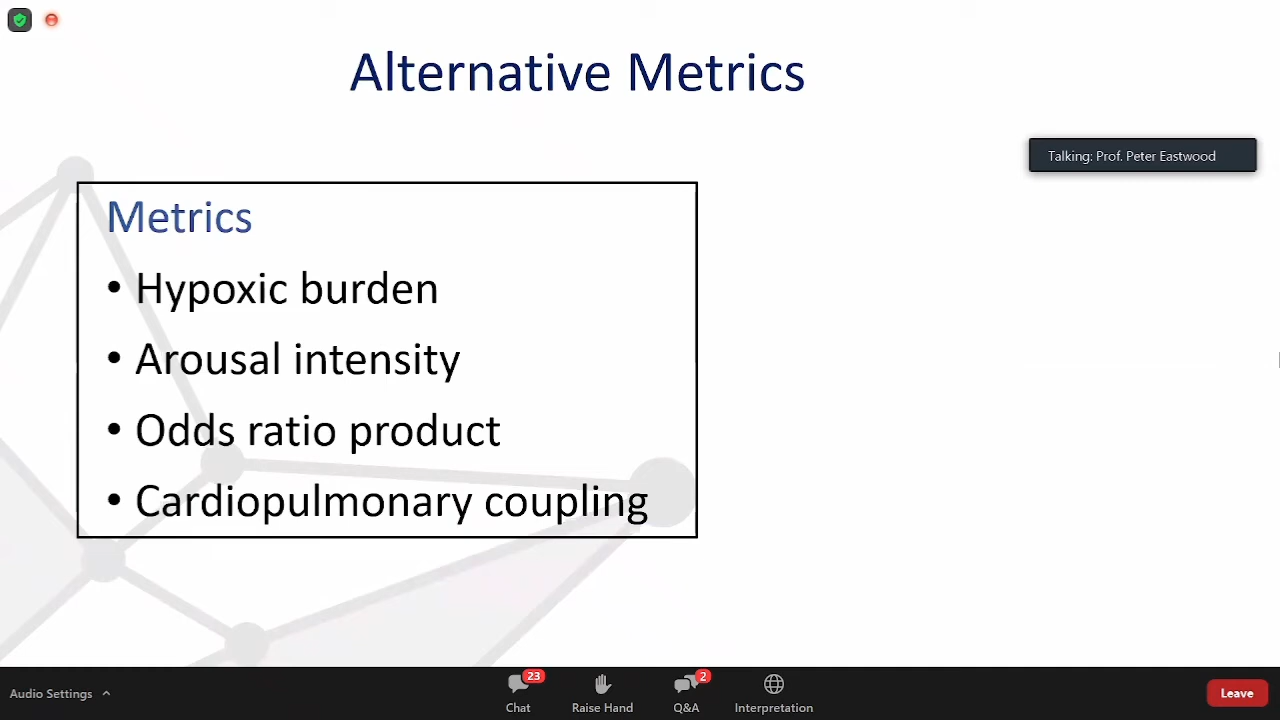 Alternative Metrics
Talking: Prof. Peter Eastwood
Metrics
• Hypoxic burden
• Arousal intensity
• Odds ratio product
• Cardiopulmonary coupling
Audio Settings
23
Chat
Raise Hand
2
Q&A
Interpretation
Leave